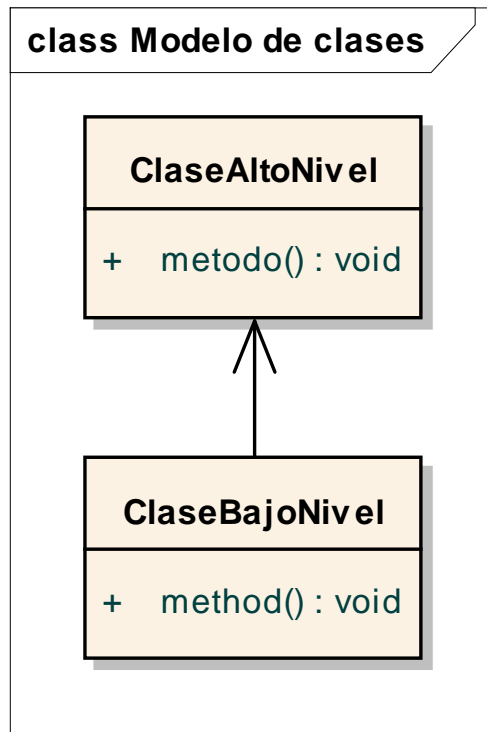 class Modelo de clases
ClaseAltoNivel
+ metodo() : void
ClaseBajoNivel
+ method() : void